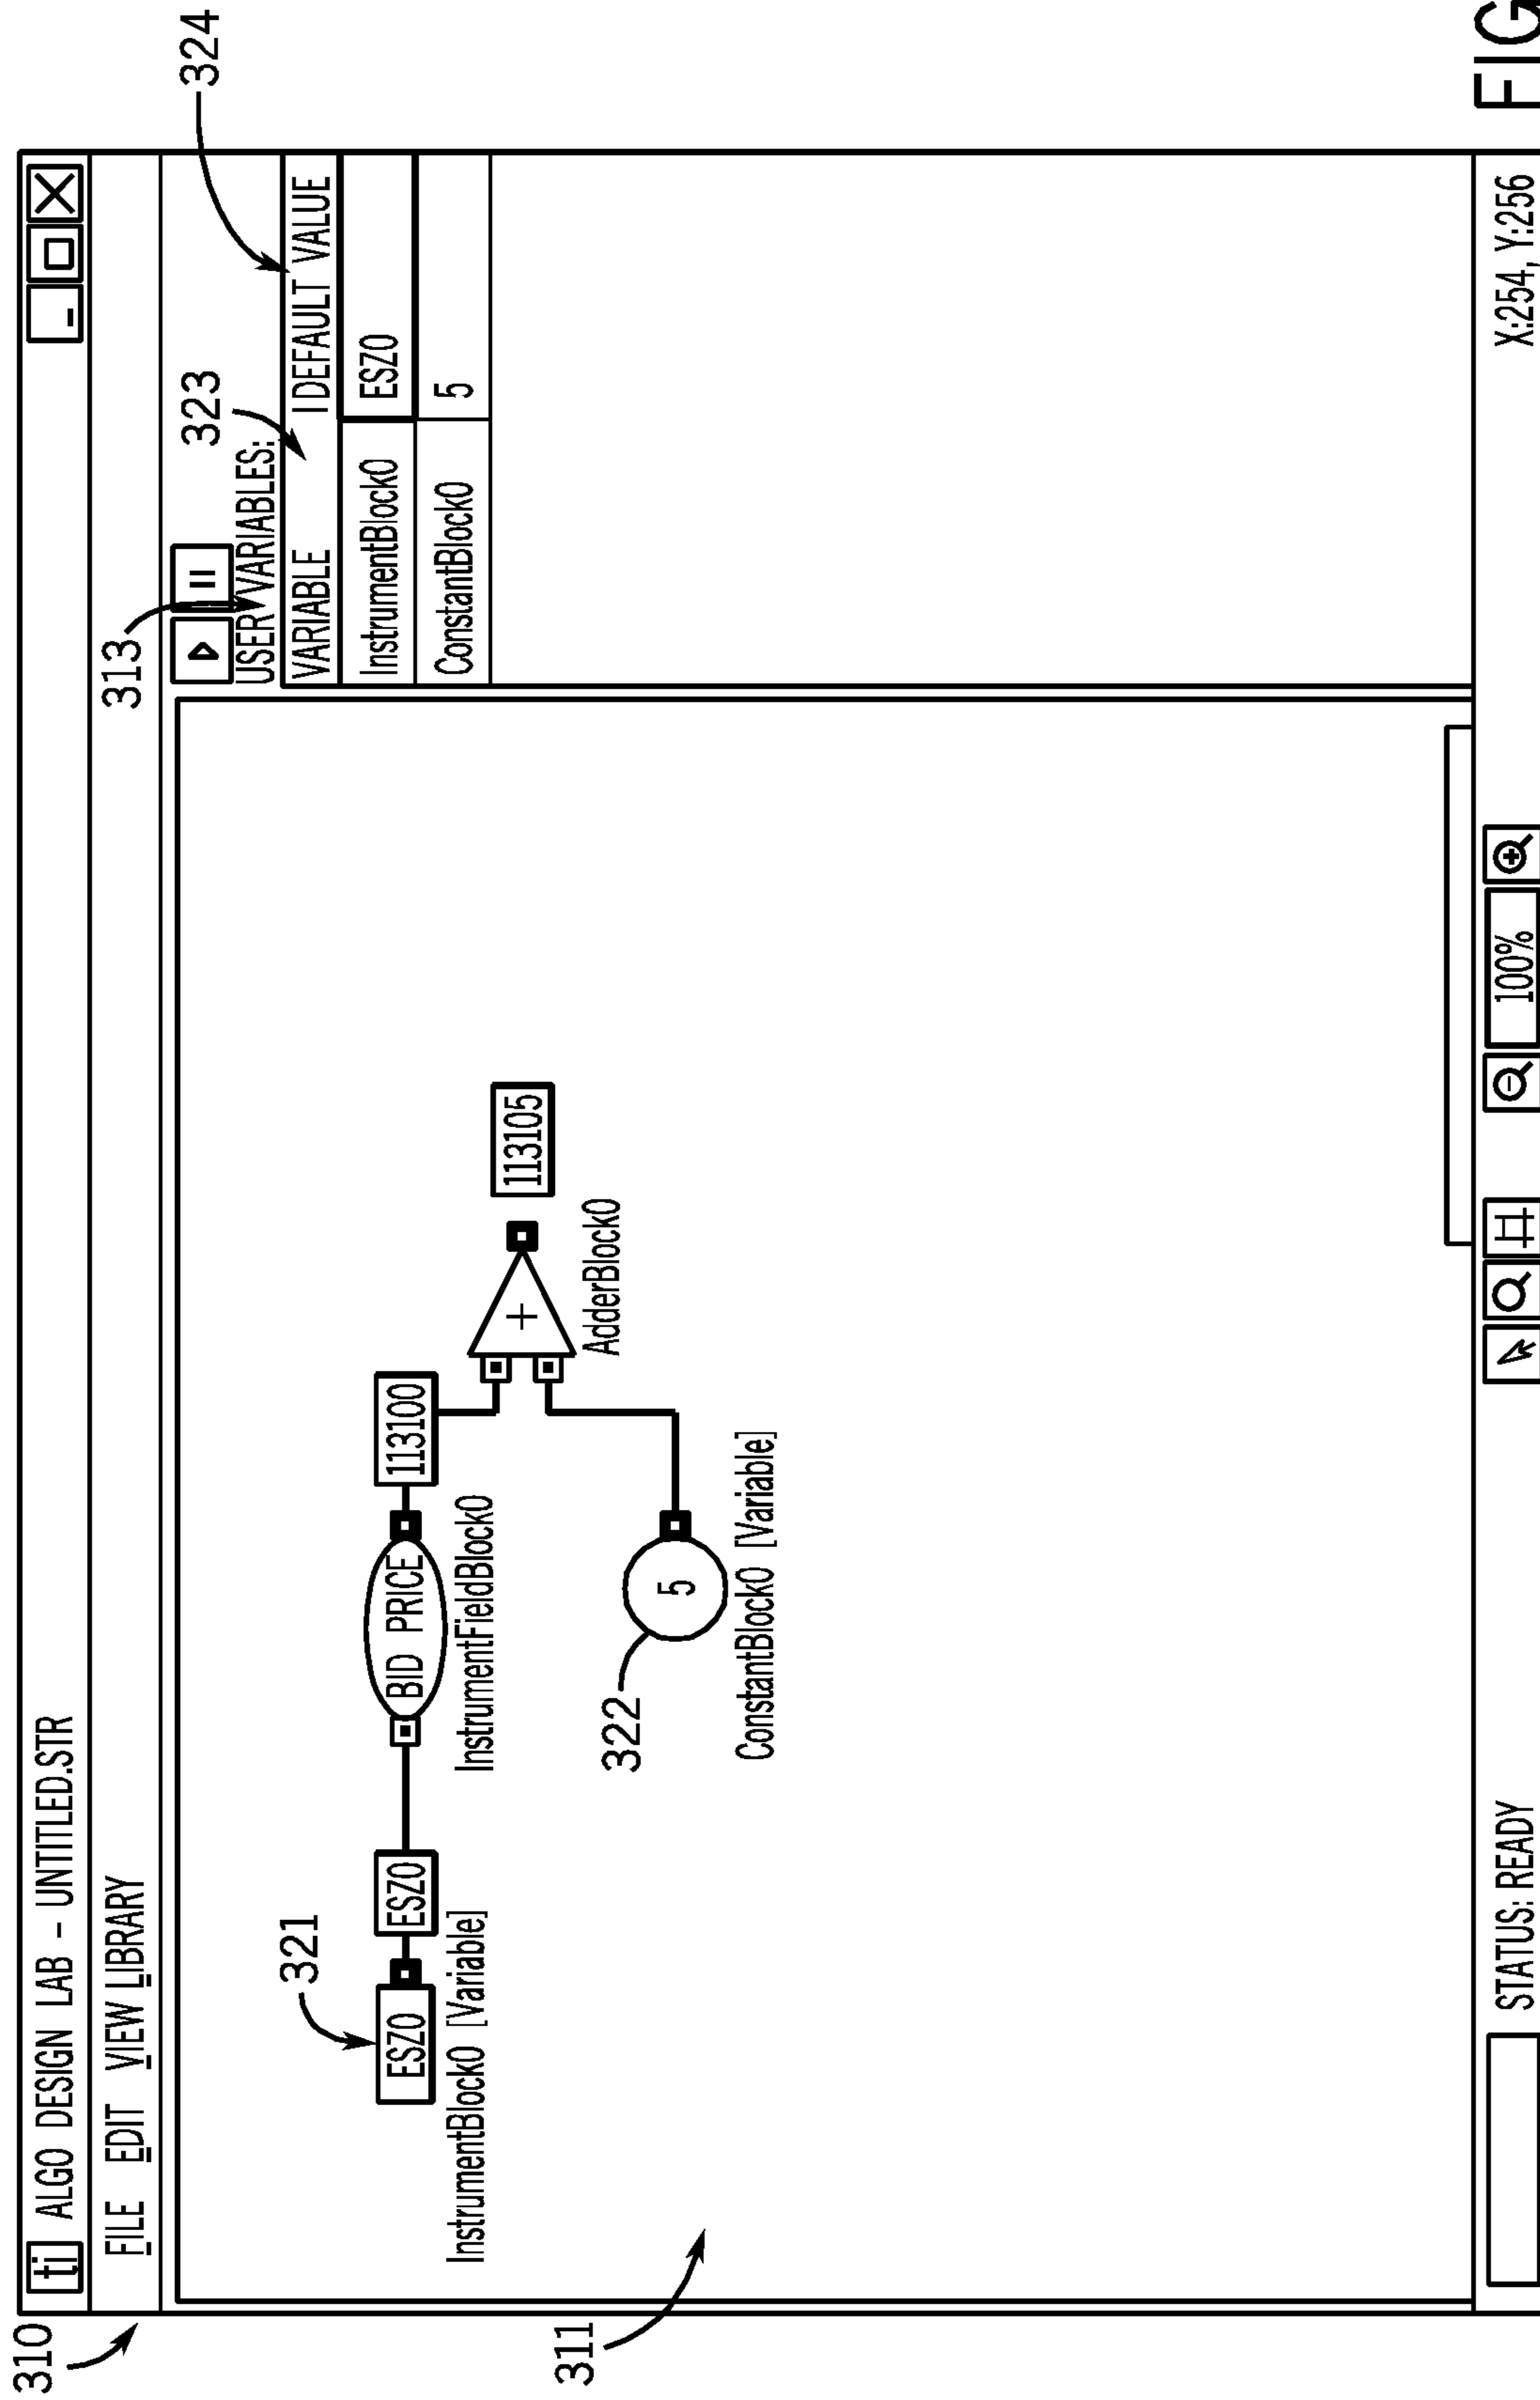 310
ti ALGO DESIGN LAB - UNTITLED.STR
FILE EDIT VIEW LIBRARY
313
323
324
USER VARIABLES:
VARIABLE | DEFAULT VALUE
InstrumentBlock0 ESZ0
ConstantBlock0 5
321
ESZ0
ESZ0
BID PRICE
113100
InstrumentBlock0 [Variable]
InstrumentFieldBlock0
+
113105
AdderBlock0
322
5
ConstantBlock0 [Variable]
311
STATUS: READY
100%
X:254, Y:256
FIG